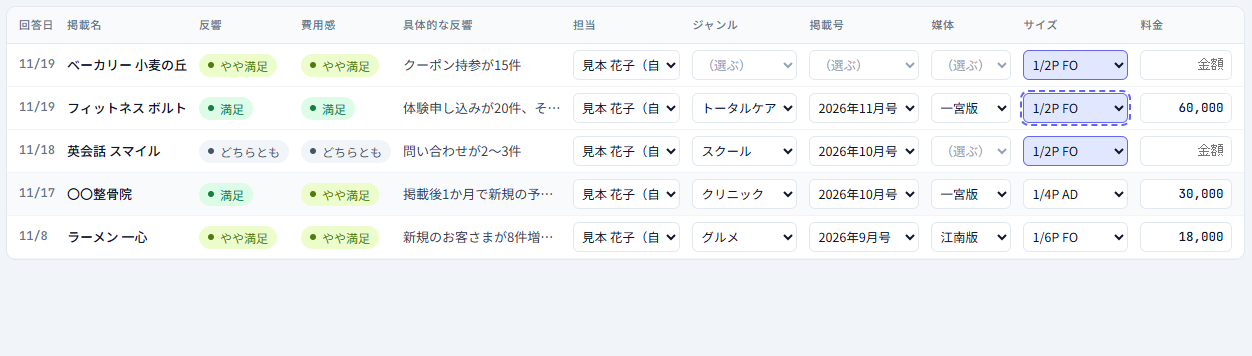 回答日 掲載名 反響 費用感 具体的な反響 担当 ジャンル 掲載号 媒体 サイズ 料金
11/19 ベーカリー 小麦の丘 やや満足 やや満足 クーポン持参が15件 見本 花子（自 （選ぶ） （選ぶ） （選ぶ） 1/2P FO 金額
11/19 フィットネス ボルト 満足 満足 体験申し込みが20件、そ… 見本 花子（自 トータルケア 2026年11月号 一宮版 1/2P FO 60,000
11/18 英会話 スマイル どちらとも どちらとも 問い合わせが2〜3件 見本 花子（自 スクール 2026年10月号 （選ぶ） 1/2P FO 金額
11/17 〇〇整骨院 満足 やや満足 掲載後1か月で新規の予… 見本 花子（自 クリニック 2026年10月号 一宮版 1/4P AD 30,000
11/8 ラーメン 一心 やや満足 やや満足 新規のお客さまが8件増… 見本 花子（自 グルメ 2026年9月号 江南版 1/6P FO 18,000